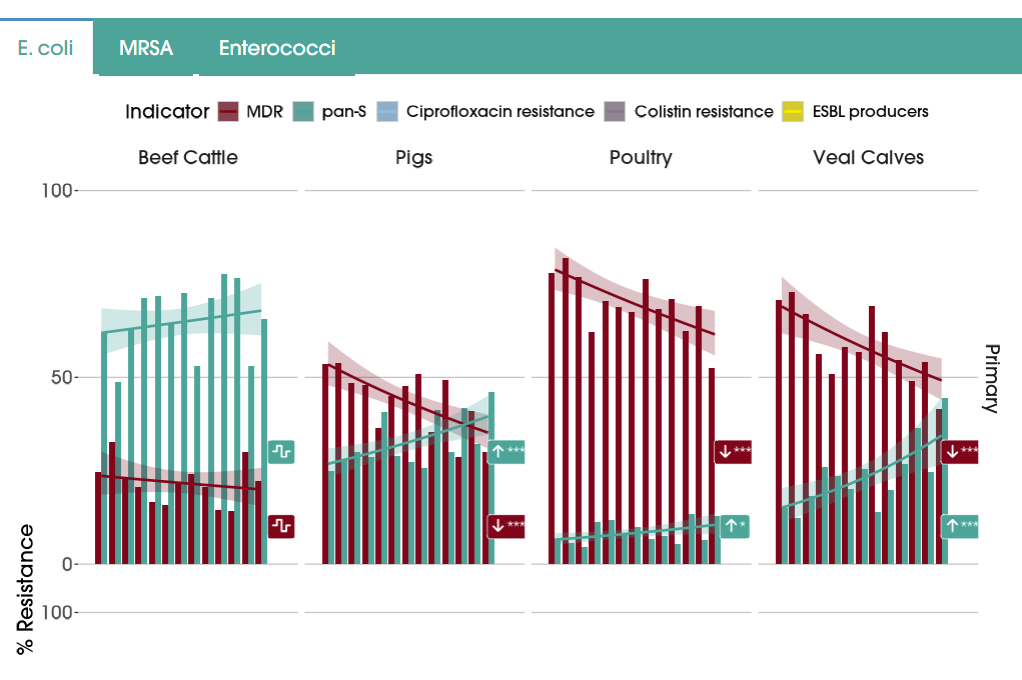 E. coli MRSA Enterococci
Indicator MDR pan-S Ciprofloxacin resistance Colistin resistance ESBL producers
Beef Cattle Pigs Poultry Veal Calves
100
50
0
100
% Resistance
Primary
↑ ***
↓ ***
↓ ***
↑ *
↓ ***
↑ ***